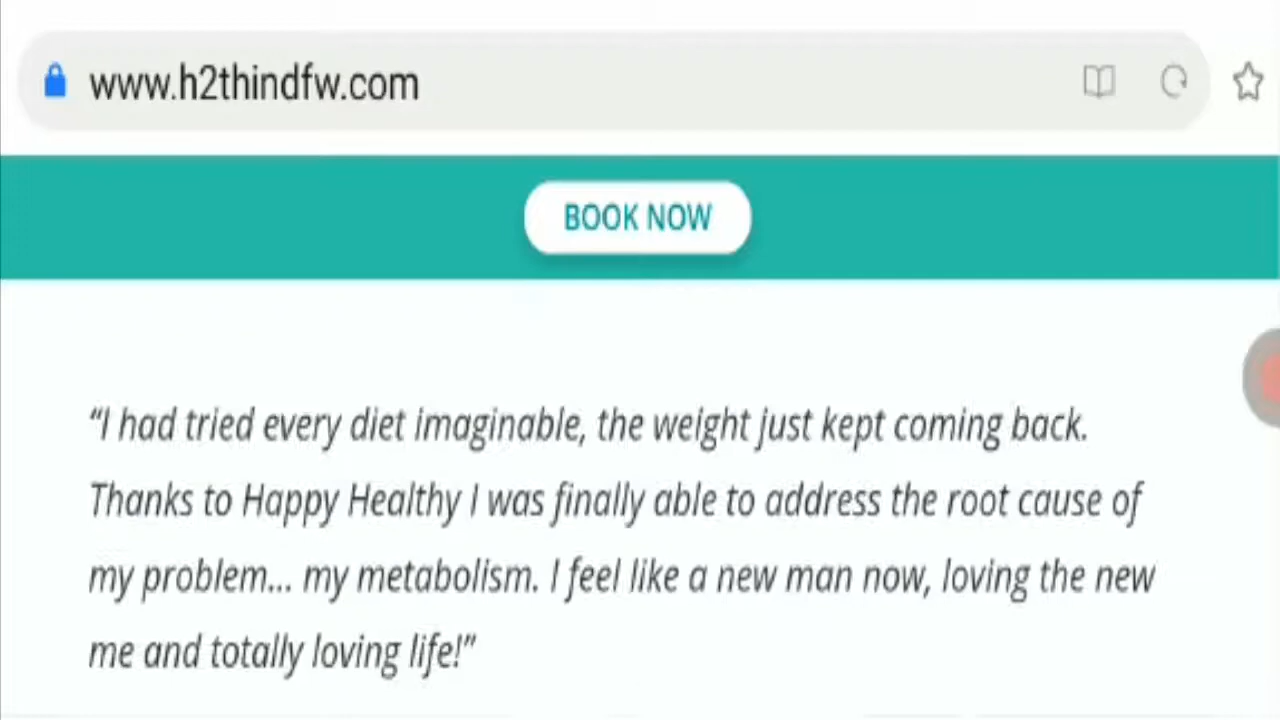 www.h2thindfw.com
BOOK NOW
“I had tried every diet imaginable, the weight just kept coming back.
Thanks to Happy Healthy I was finally able to address the root cause of
my problem... my metabolism. I feel like a new man now, loving the new
me and totally loving life!”